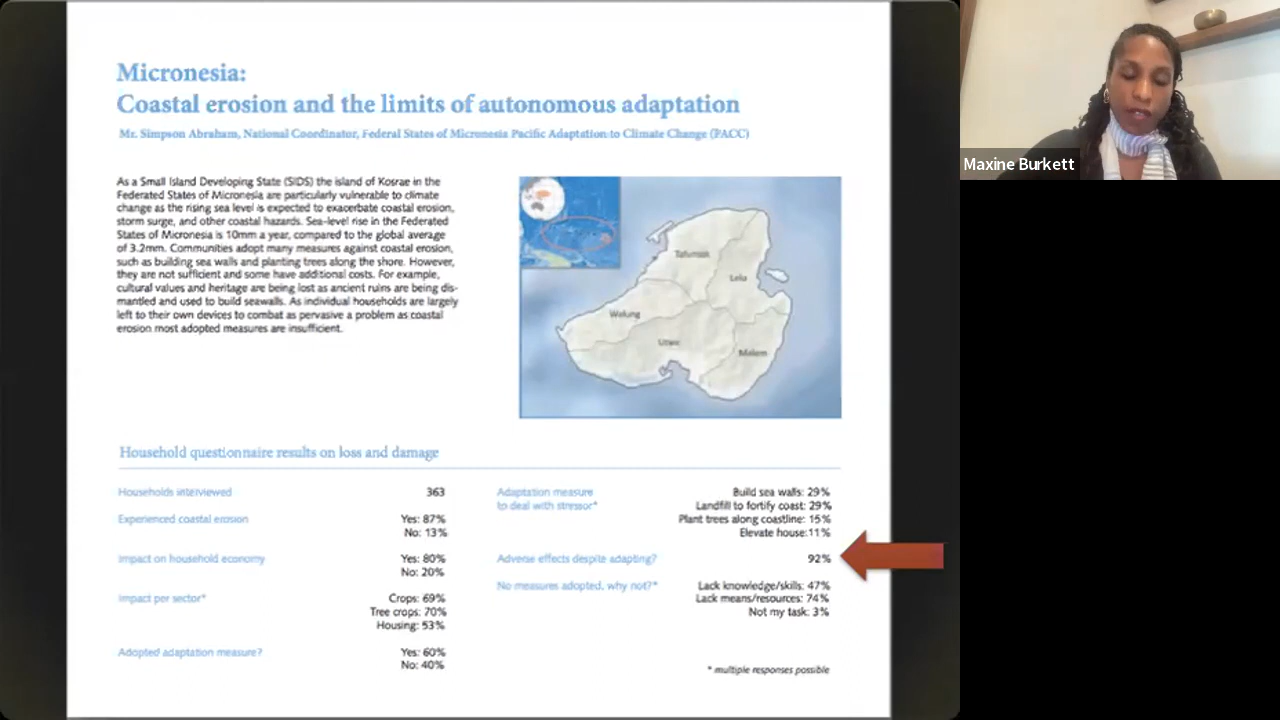 Micronesia:
Coastal erosion and the limits of autonomous adaptation
Mr. Simpson Abraham, National Coordinator, Federal States of Micronesia Pacific Adaptation to Climate Change (PACC)
As a Small Island Developing State (SIDS) the island of Kosrae in the
Federated States of Micronesia are particularly vulnerable to climate
change as the rising sea level is expected to exacerbate coastal erosion,
storm surge, and other coastal hazards. Sea-level rise in the Federated
States of Micronesia is 10mm a year, compared to the global average
of 3.2mm. Communities adopt many measures against coastal erosion,
such as building sea walls and planting trees along the shore. However,
they are not sufficient and some have additional costs. For example,
cultural values and heritage are being lost as ancient ruins are being dis-
mantled and used to build seawalls. As individual households are largely
left to their own devices to combat as pervasive a problem as coastal
erosion most adopted measures are insufficient.
Tafunsak
Lelu
Walung
Utwe
Malem
Household questionnaire results on loss and damage
Households interviewed 363
Experienced coastal erosion Yes: 87%
No: 13%
Impact on household economy Yes: 80%
No: 20%
Impact per sector* Crops: 69%
Tree crops: 70%
Housing: 53%
Adopted adaptation measure? Yes: 60%
No: 40%
Adaptation measure Build sea walls: 29%
to deal with stressor* Landfill to fortify coast: 29%
Plant trees along coastline: 15%
Elevate house:11%
Adverse effects despite adapting? 92%
No measures adopted, why not?* Lack knowledge/skills: 47%
Lack means/resources: 74%
Not my task: 3%
* multiple responses possible
Maxine Burkett